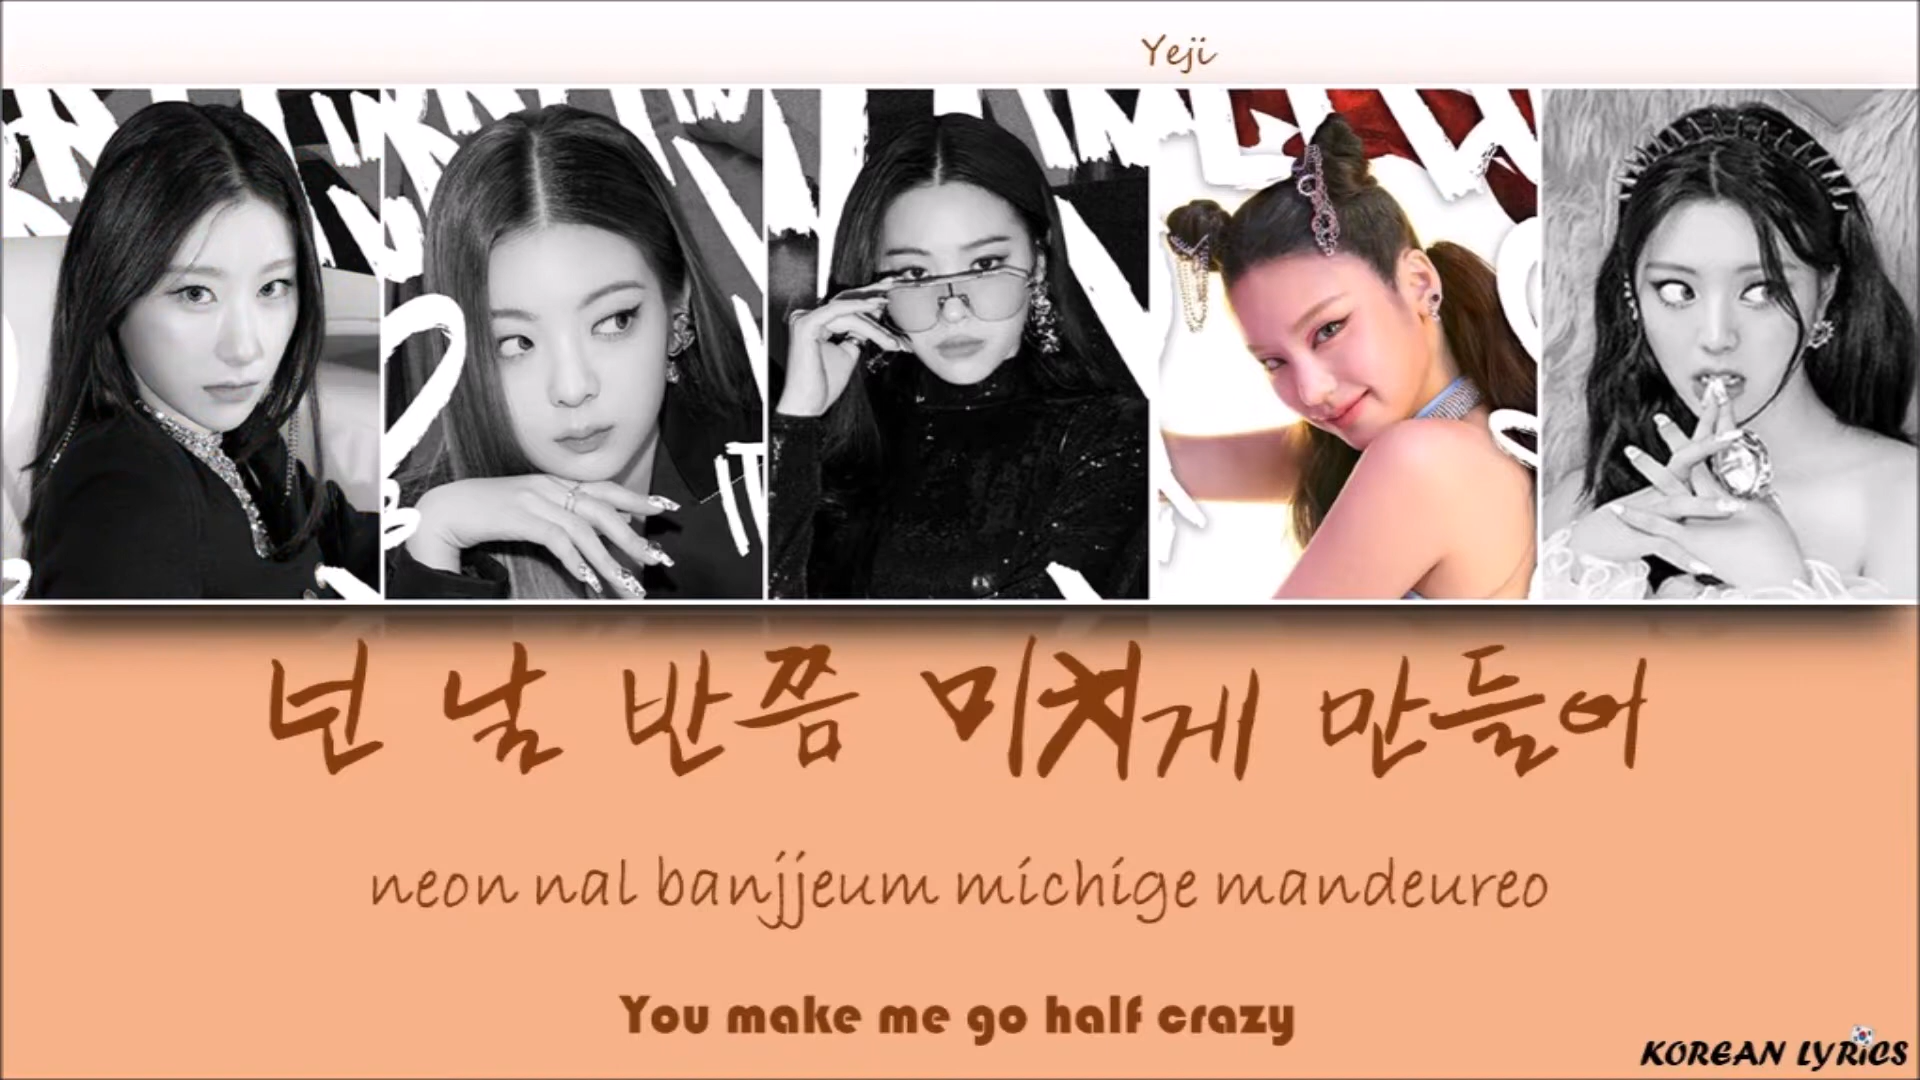 Yeji
넌 날 반쯤 미쳐게 만들어
neon nal banjjeum michige mandeureo
You make me go half crazy
KOREAN LYRICS